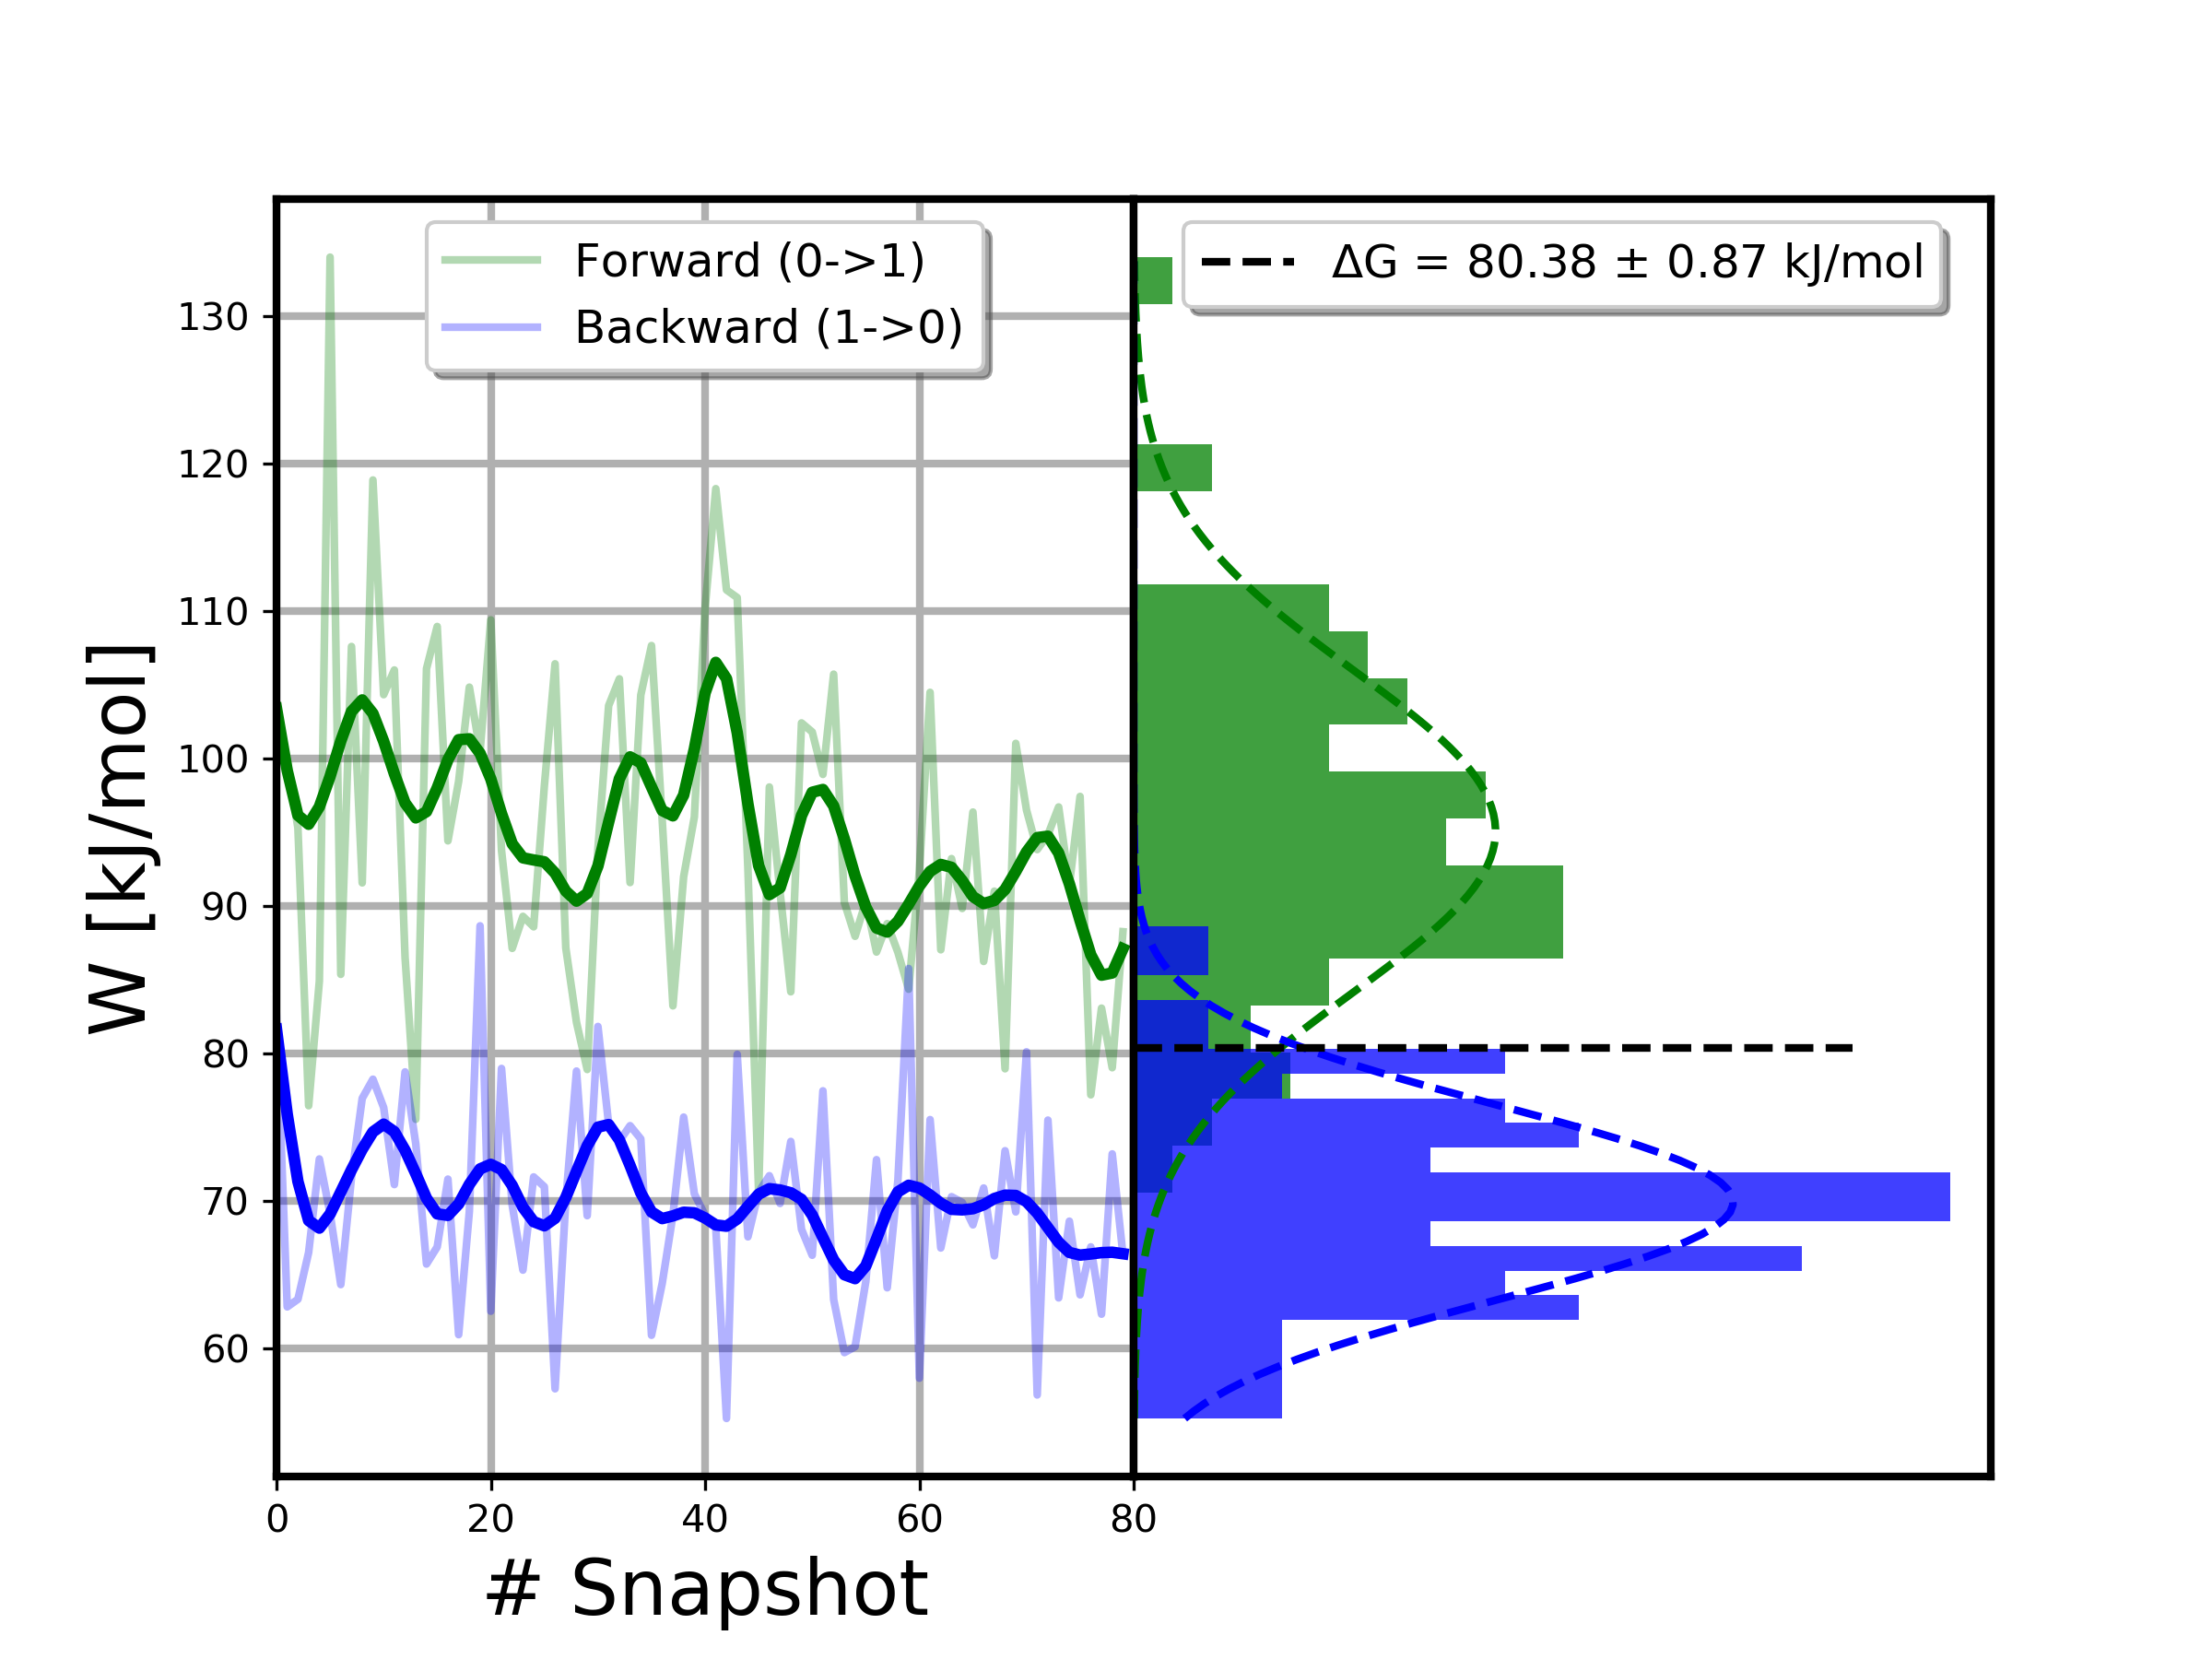 Forward (0->1)
Backward (1->0)
ΔG = 80.38 ± 0.87 kJ/mol
W [kJ/mol]
130
120
110
100
90
80
70
60
0 20 40 60 80
# Snapshot